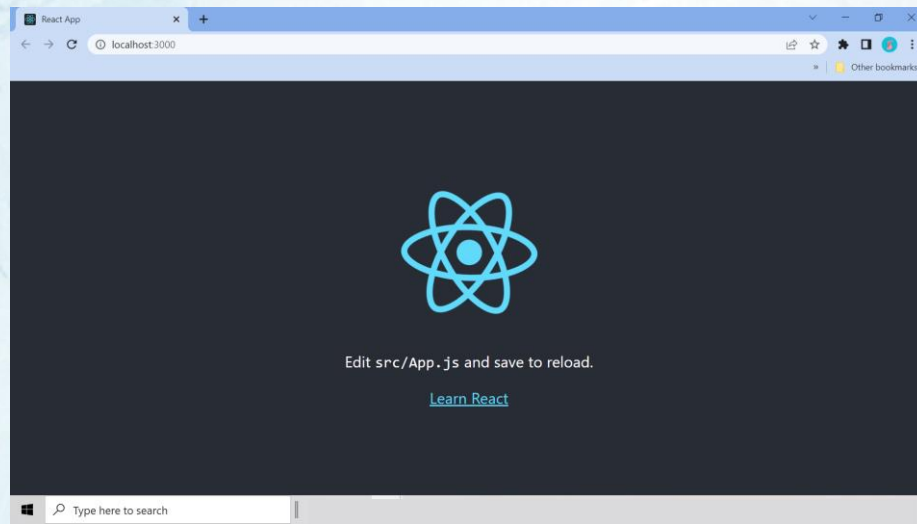 React App
localhost:3000
Other bookmarks
Edit src/App.js and save to reload.
Learn React
Type here to search